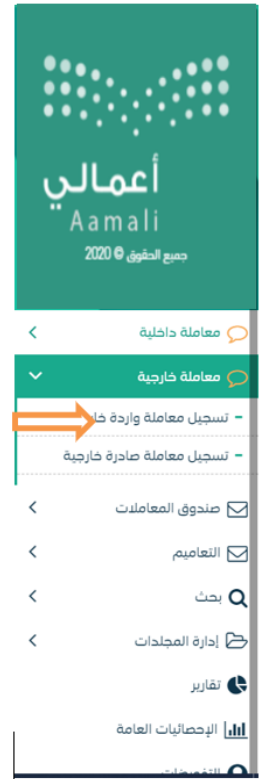 أعمالي
Aamali
جميع الحقوق © 2020
معاملة داخلية
معاملة خارجية
- تسجيل معاملة واردة
- تسجيل معاملة صادرة خارجية
صندوق المعاملات
التعاميم
بحث
إدارة المجلدات
تقارير
الإحصائيات العامة